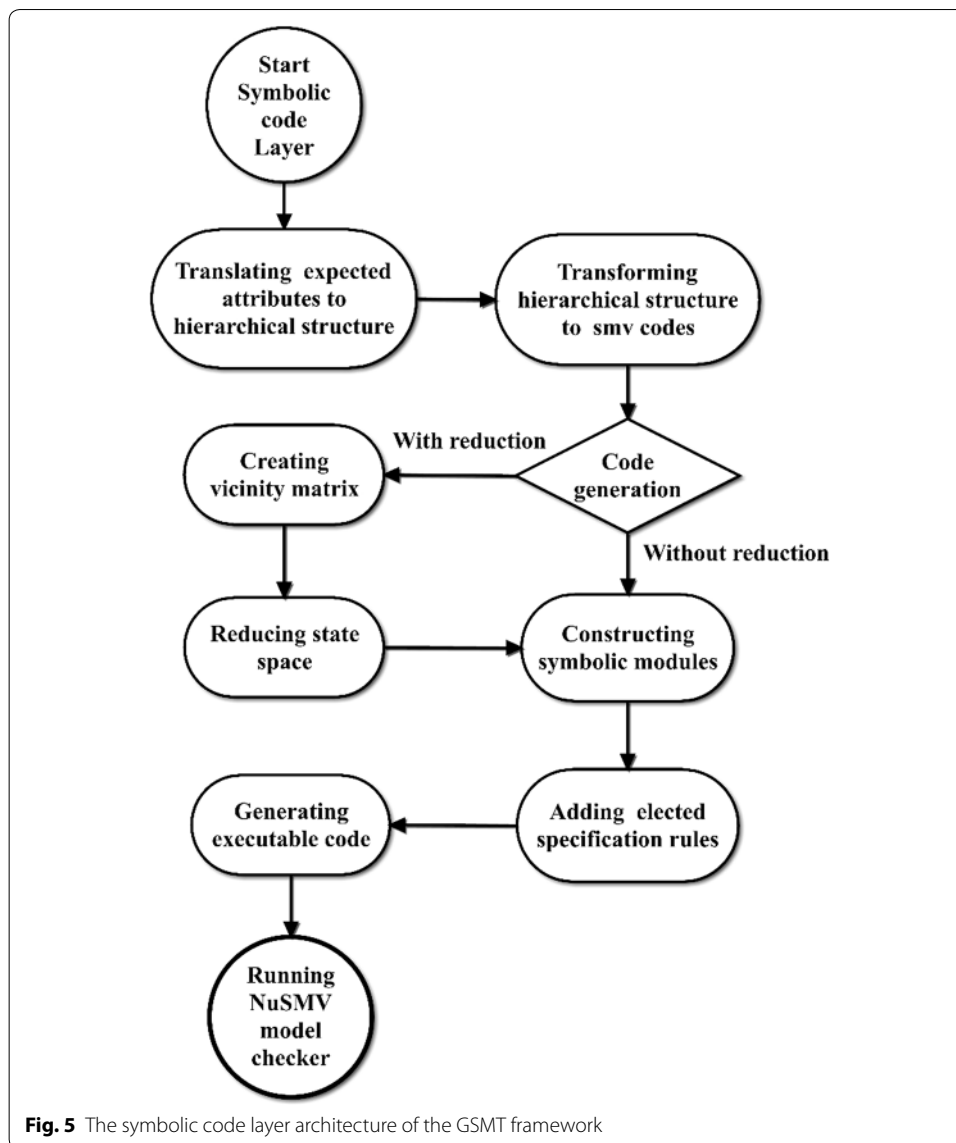 Start
Symbolic
code
Layer
Translating expected
attributes to
hierarchical structure
Transforming
hierarchical structure
to smv codes
With reduction
Code
generation
Creating
vicinity matrix
Without reduction
Reducing state
space
Constructing
symbolic modules
Adding elected
specification rules
Generating
executable code
Running
NuSMV
model
checker
Fig. 5 The symbolic code layer architecture of the GSMT framework